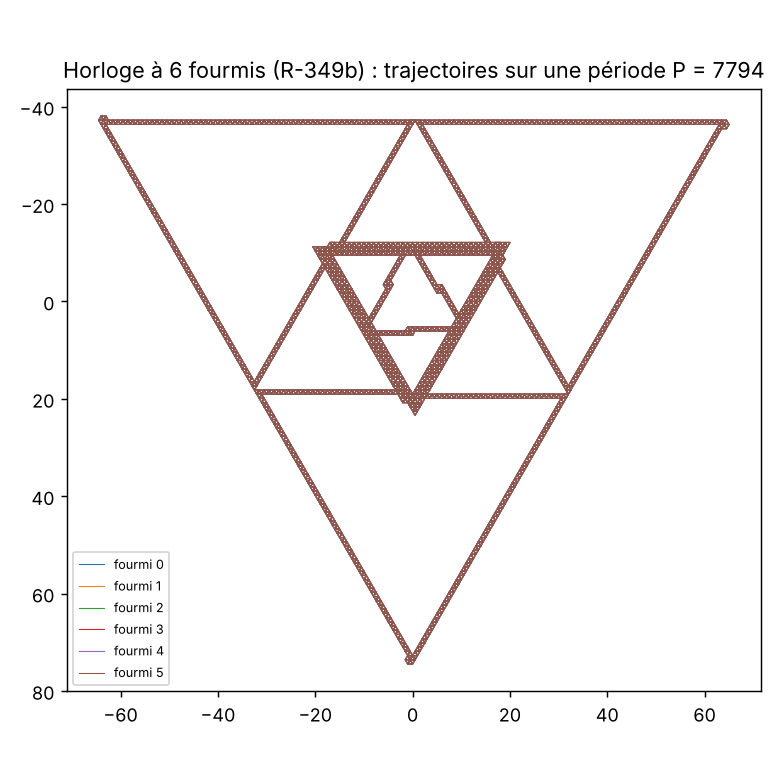 Horloge à 6 fourmis (R-349b) : trajectoires sur une période P = 7794
−40
−20
0
20
40
60
80
−60
−40
−20
0
20
40
60
fourmi 0
fourmi 1
fourmi 2
fourmi 3
fourmi 4
fourmi 5